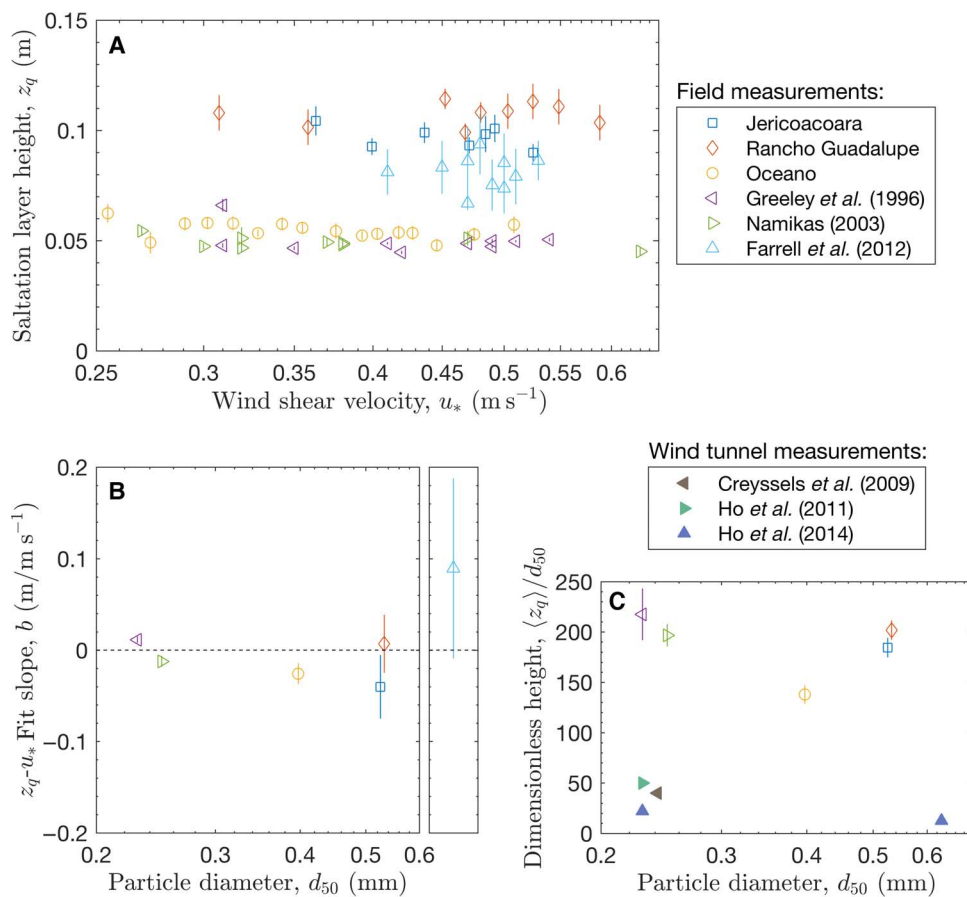 A
Saltation layer height, z_q (m)
0.15
0.1
0.05
0
0.25
0.3
0.35
0.4
0.45
0.5
0.55
0.6
Wind shear velocity, u_* (m s⁻¹)
Field measurements:
Jericoacoara
Rancho Guadalupe
Oceano
Greeley et al. (1996)
Namikas (2003)
Farrell et al. (2012)
B
z_q-u_* Fit slope, b (m/m s⁻¹)
0.2
0.1
0
−0.1
−0.2
0.2
0.3
0.4
0.5
0.6
Particle diameter, d₅₀ (mm)
Wind tunnel measurements:
Creyssels et al. (2009)
Ho et al. (2011)
Ho et al. (2014)
C
Dimensionless height, ⟨z_q⟩/d₅₀
250
200
150
100
50
0
0.2
0.3
0.4
0.5
0.6
Particle diameter, d₅₀ (mm)